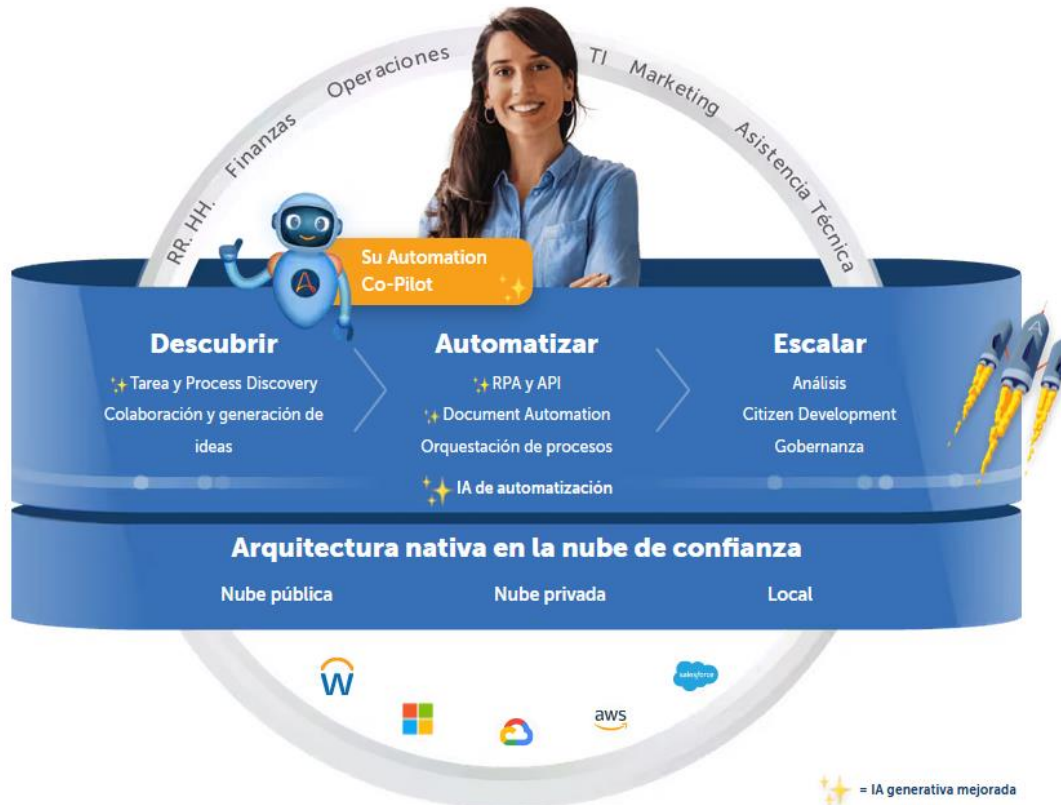 RR. HH. Finanzas Operaciones TI Marketing Asistencia Técnica
Su Automation
Co-Pilot
Descubrir
Tarea y Process Discovery
Colaboración y generación de
ideas
Automatizar
RPA y API
Document Automation
Orquestación de procesos
IA de automatización
Escalar
Análisis
Citizen Development
Gobernanza
Arquitectura nativa en la nube de confianza
Nube pública
Nube privada
Local
W
salesforce
aws
= IA generativa mejorada